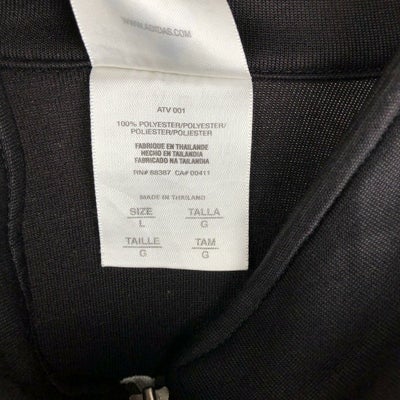 WWW.ADIDAS.COM
ATV 001
100% POLYESTER/POLYESTER/
POLIÉSTER/POLIESTER
FABRIQUE EN THAILANDE
HECHO EN TAILANDIA
FABRICADO NA TAILANDIA
RN# 88387 CA# 00411
MADE IN THAILAND
SIZE TALLA
L G
TAILLE TAM
G G